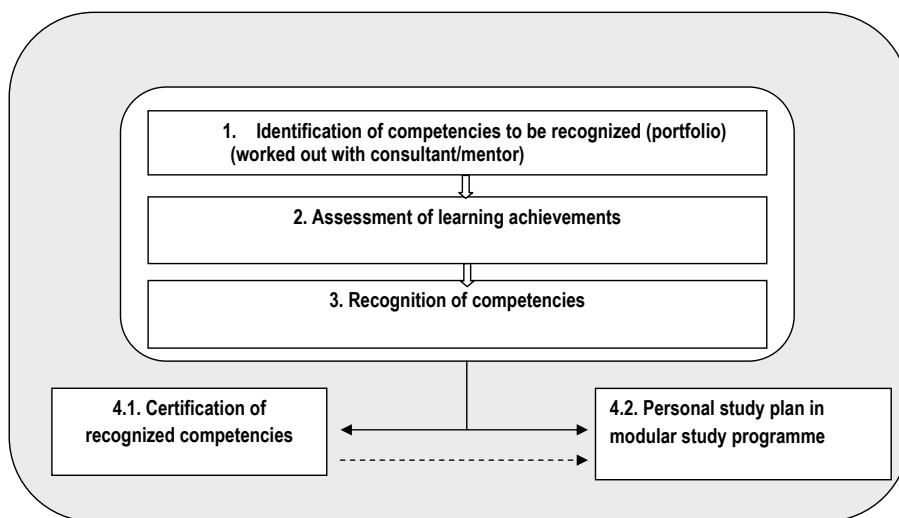 1. Identification of competencies to be recognized (portfolio)
(worked out with consultant/mentor)
2. Assessment of learning achievements
3. Recognition of competencies
4.1. Certification of
recognized competencies
4.2. Personal study plan in
modular study programme